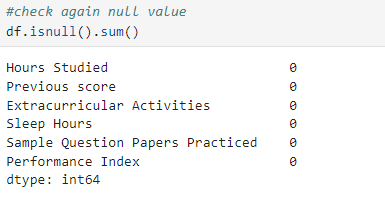 #check again null value
df.isnull().sum()
Hours Studied 0
Previous score 0
Extracurricular Activities 0
Sleep Hours 0
Sample Question Papers Practiced 0
Performance Index 0
dtype: int64